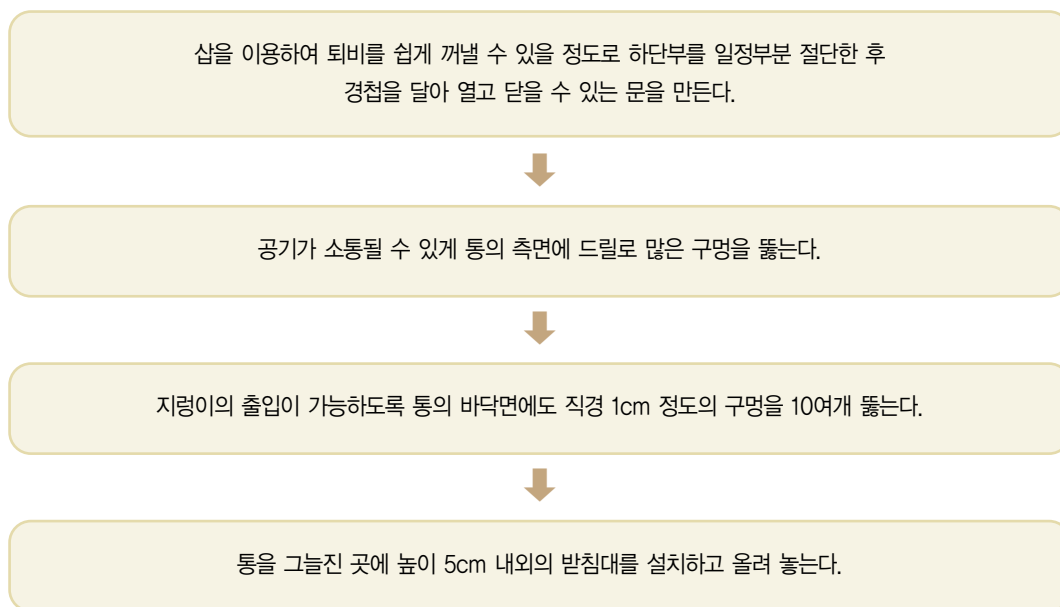 삽을 이용하여 퇴비를 쉽게 꺼낼 수 있을 정도로 하단부를 일정부분 절단한 후
경첩을 달아 열고 닫을 수 있는 문을 만든다.
공기가 소통될 수 있게 통의 측면에 드릴로 많은 구멍을 뚫는다.
지렁이의 출입이 가능하도록 통의 바닥면에도 직경 1cm 정도의 구멍을 10여개 뚫는다.
통을 그늘진 곳에 높이 5cm 내외의 받침대를 설치하고 올려 놓는다.